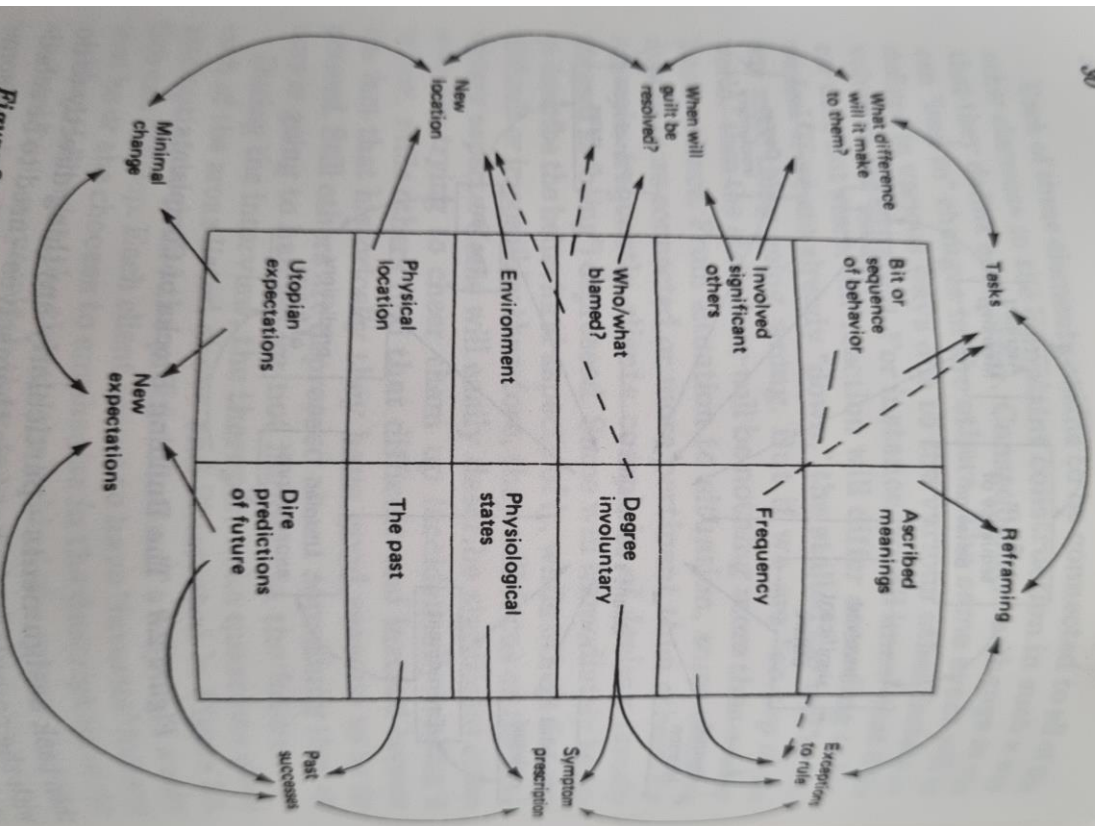 30
Tasks
Reframing
What difference
will it make
to them?
Bit or
sequence
of behavior
Ascribed
meanings
Exceptions
to rule
When will
guilt be
resolved?
Involved
significant
others
Frequency
Who/what
blamed?
Degree
involuntary
Symptom
prescription
New
location
Environment
Physiological
states
Physical
location
The past
Past
successes
Minimal
change
Utopian
expectations
Dire
predictions
of future
New
expectations
Figure